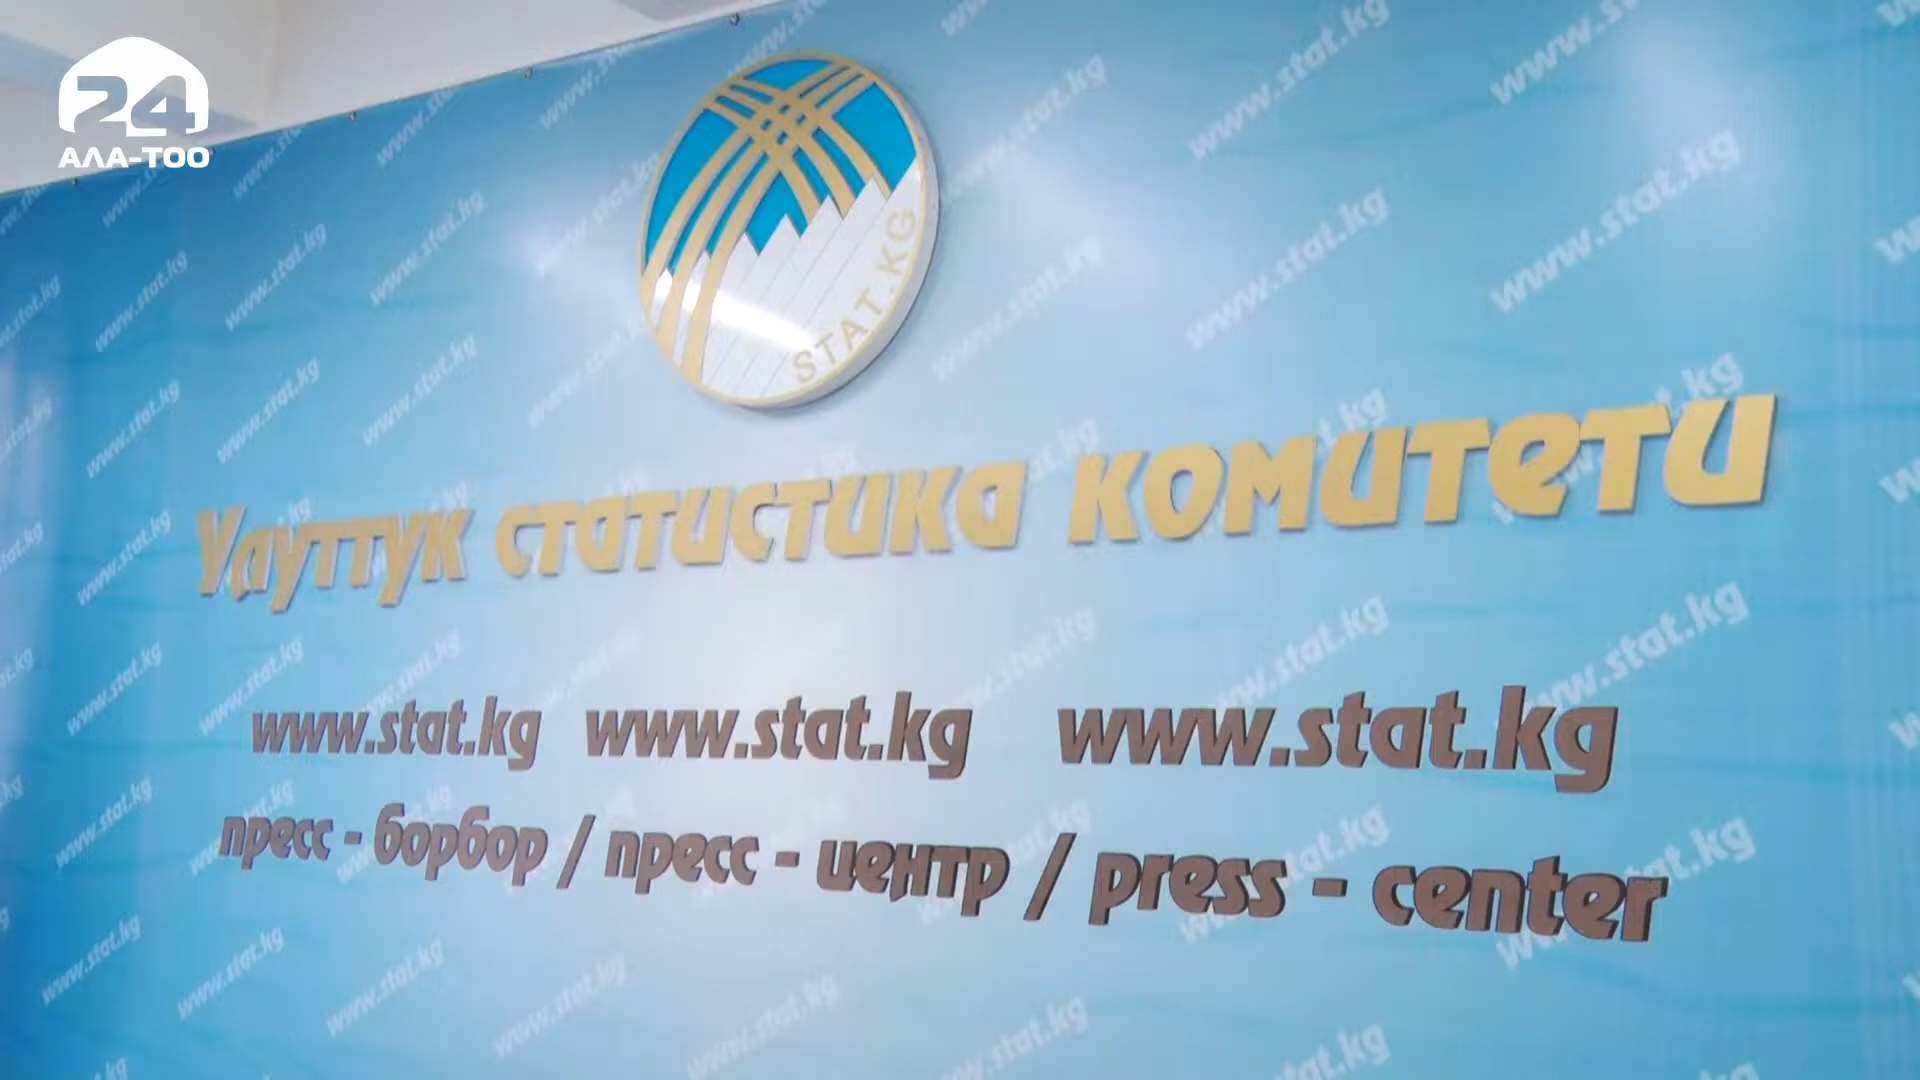 24
АЛА-ТОО
STAT.KG
Улуттук статистика комитети
www.stat.kg www.stat.kg www.stat.kg
пресс - борбор / пресс - центр / press - center